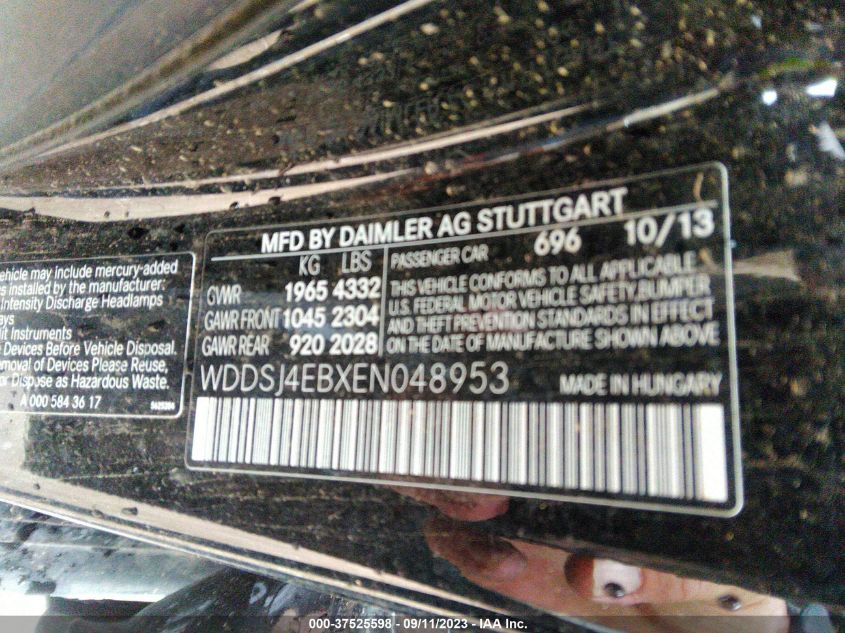 MFD BY DAIMLER AG STUTTGART
696 10/13
KG LBS
GVWR 1965 4332
GAWR FRONT 1045 2304
GAWR REAR 920 2028
PASSENGER CAR
THIS VEHICLE CONFORMS TO ALL APPLICABLE
U.S. FEDERAL MOTOR VEHICLE SAFETY, BUMPER
AND THEFT PREVENTION STANDARDS IN EFFECT
ON THE DATE OF MANUFACTURE SHOWN ABOVE
WDDSJ4EBXEN048953
MADE IN HUNGARY
vehicle may include mercury-added
installed by the manufacturer:
Intensity Discharge Headlamps
Instruments
Devices Before Vehicle Disposal.
of Devices Please Reuse,
or Dispose as Hazardous Waste.
A 000 584 36 17
000-37525598 - 09/11/2023 - IAA Inc.